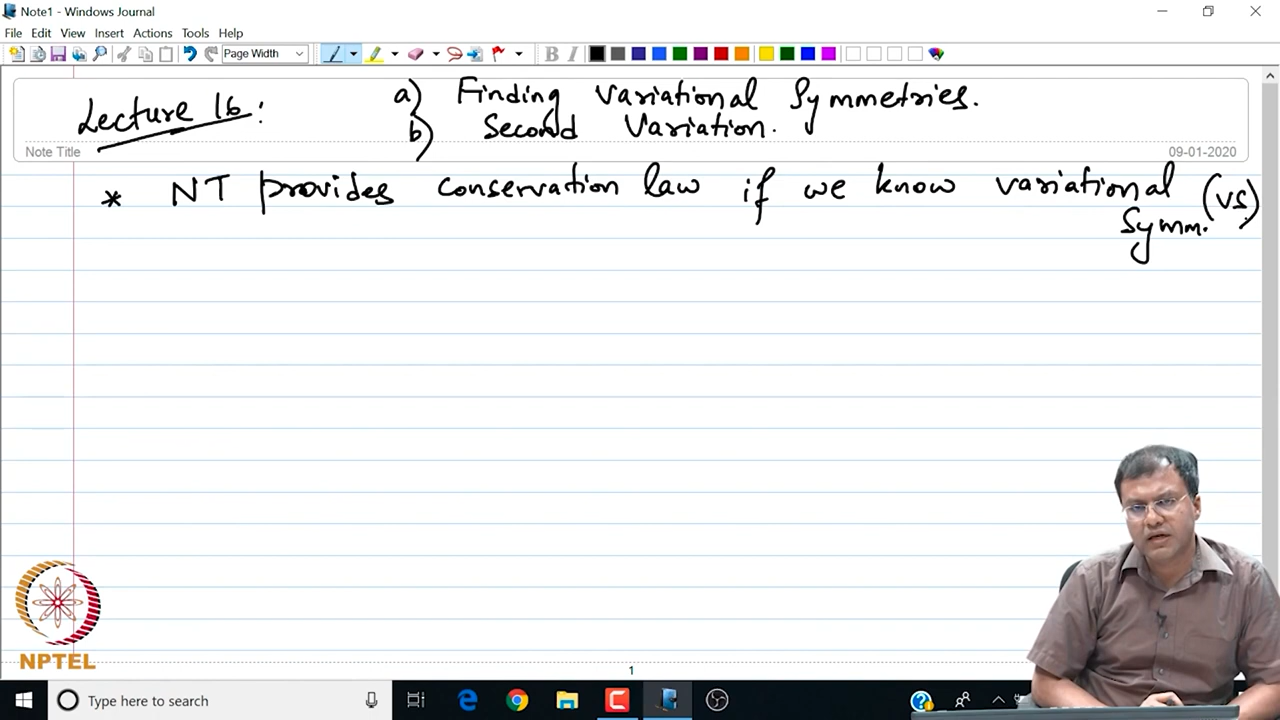 Note1 - Windows Journal
File Edit View Insert Actions Tools Help
Page Width B I
Lecture 16: a) Finding Variational Symmetries.
b) Second Variation.
Note Title 09-01-2020
* NT provides conservation law if we know variational (VS)
Symm.
NPTEL
1
Type here to search